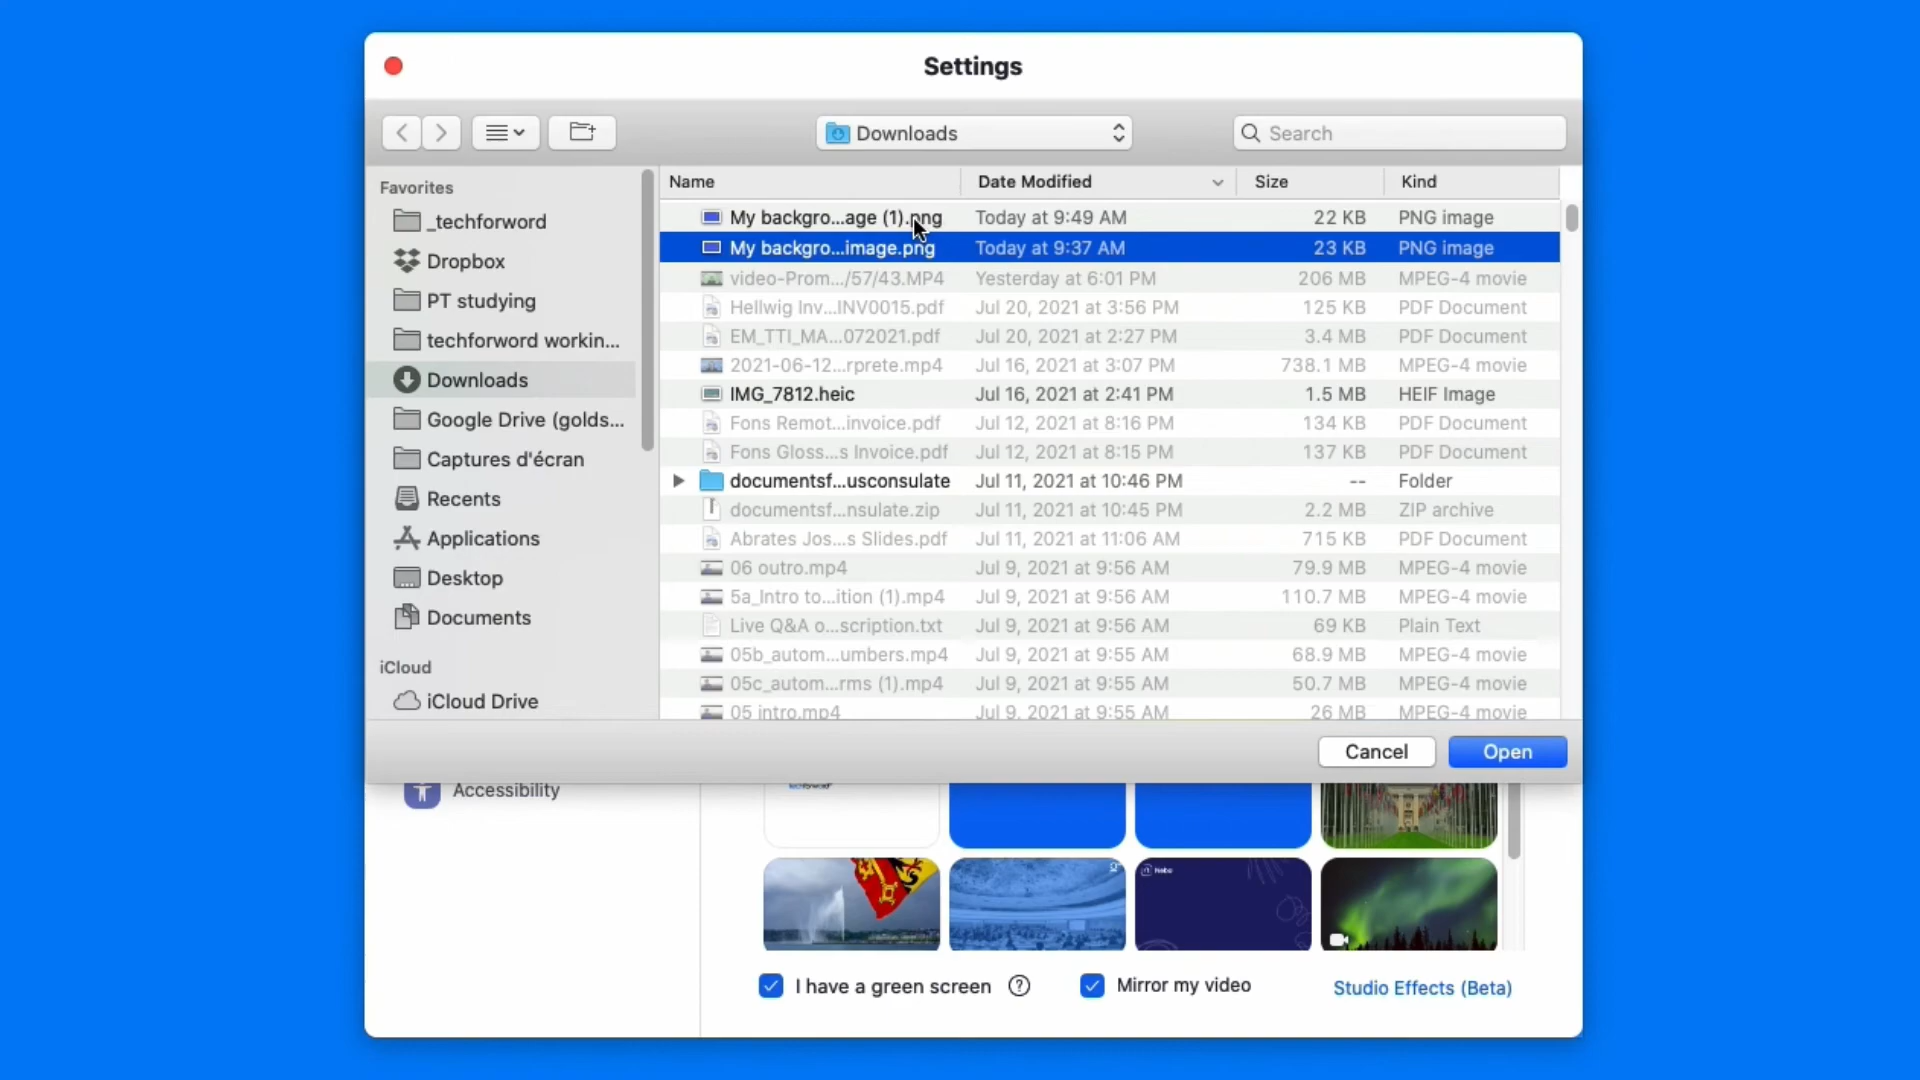 Settings
Downloads
Search
Favorites
_techforword
Dropbox
PT studying
techforword workin...
Downloads
Google Drive (golds...
Captures d'écran
Recents
Applications
Desktop
Documents
iCloud
iCloud Drive
Name Date Modified Size Kind
My backgro...age (1).png Today at 9:49 AM 22 KB PNG image
My backgro...image.png Today at 9:37 AM 23 KB PNG image
video-Prom.../57/43.MP4 Yesterday at 6:01 PM 206 MB MPEG-4 movie
Hellwig Inv...INV0015.pdf Jul 20, 2021 at 3:56 PM 125 KB PDF Document
EM_TTI_MA...072021.pdf Jul 20, 2021 at 2:27 PM 3.4 MB PDF Document
2021-06-12...rprete.mp4 Jul 16, 2021 at 3:07 PM 738.1 MB MPEG-4 movie
IMG_7812.heic Jul 16, 2021 at 2:41 PM 1.5 MB HEIF Image
Fons Remot...invoice.pdf Jul 12, 2021 at 8:16 PM 134 KB PDF Document
Fons Gloss...s Invoice.pdf Jul 12, 2021 at 8:15 PM 137 KB PDF Document
documentsf...usconsulate Jul 11, 2021 at 10:46 PM -- Folder
documentsf...nsulate.zip Jul 11, 2021 at 10:45 PM 2.2 MB ZIP archive
Abrates Jos...s Slides.pdf Jul 11, 2021 at 11:06 AM 715 KB PDF Document
06 outro.mp4 Jul 9, 2021 at 9:56 AM 79.9 MB MPEG-4 movie
5a_Intro to...ition (1).mp4 Jul 9, 2021 at 9:56 AM 110.7 MB MPEG-4 movie
Live Q&A o...scription.txt Jul 9, 2021 at 9:56 AM 69 KB Plain Text
05b_autom...umbers.mp4 Jul 9, 2021 at 9:55 AM 68.9 MB MPEG-4 movie
05c_autom...rms (1).mp4 Jul 9, 2021 at 9:55 AM 50.7 MB MPEG-4 movie
05 intro.mp4 Jul 9, 2021 at 9:55 AM 26 MB MPEG-4 movie
Cancel Open
Accessibility
I have a green screen ? Mirror my video Studio Effects (Beta)